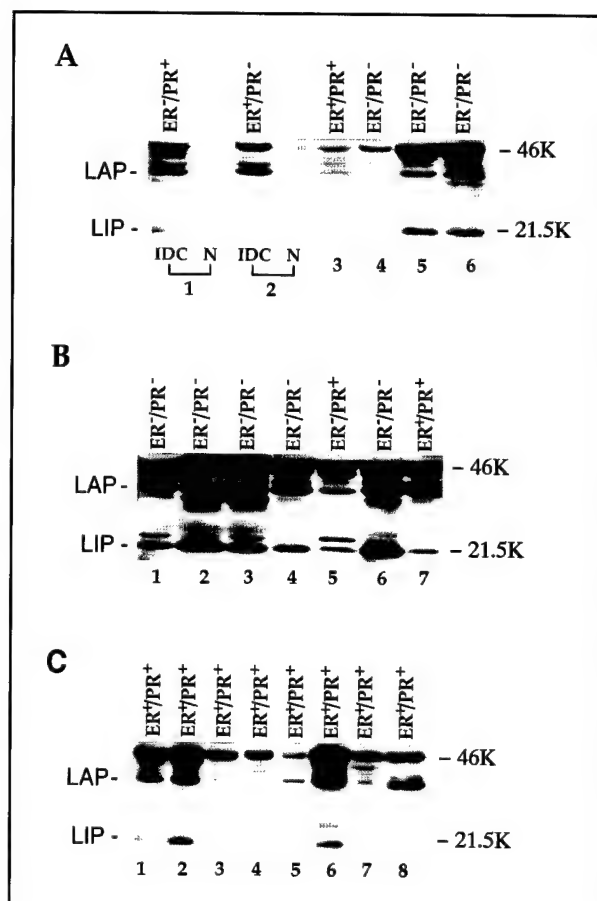 A
ER⁻/PR⁺ ER⁺/PR⁻ ER⁺/PR⁺ ER⁻/PR⁻ ER⁻/PR⁻ ER⁻/PR⁻
- 46K
LAP -
LIP - - 21.5K
IDC N IDC N 3 4 5 6
1 2
B
ER⁻/PR⁻ ER⁻/PR⁻ ER⁻/PR⁻ ER⁻/PR⁻ ER⁻/PR⁺ ER⁻/PR⁻ ER⁺/PR⁺
- 46K
LAP -
LIP - - 21.5K
1 2 3 4 5 6 7
C
ER⁺/PR⁺ ER⁺/PR⁺ ER⁺/PR⁺ ER⁺/PR⁺ ER⁺/PR⁺ ER⁺/PR⁺ ER⁺/PR⁺ ER⁺/PR⁺
- 46K
LAP-
LIP - - 21.5K
1 2 3 4 5 6 7 8